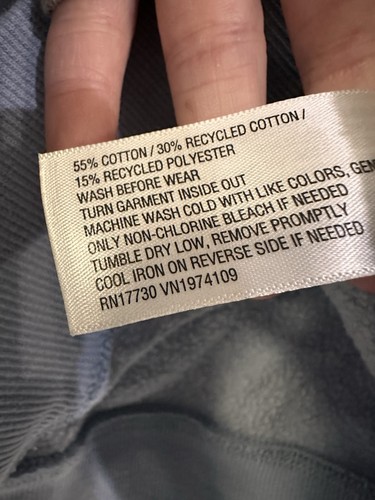 55% COTTON / 30% RECYCLED COTTON /
15% RECYCLED POLYESTER
WASH BEFORE WEAR
TURN GARMENT INSIDE OUT
MACHINE WASH COLD WITH LIKE COLORS,
ONLY NON-CHLORINE BLEACH IF NEEDED
TUMBLE DRY LOW, REMOVE PROMPTLY
COOL IRON ON REVERSE SIDE IF NEEDED
RN17730 VN1974109